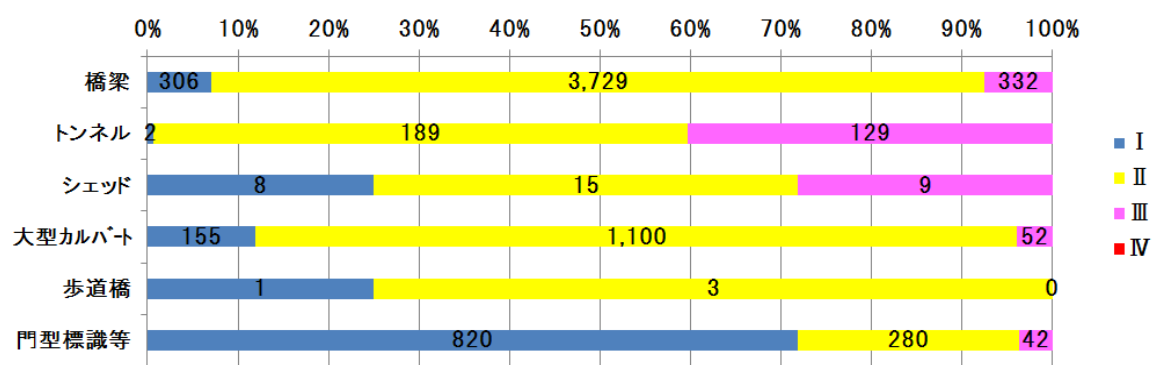 0% 10% 20% 30% 40% 50% 60% 70% 80% 90% 100%
橋梁 306 3,729 332
トンネル 2 189 129
シェッド 8 15 9
大型カルバート 155 1,100 52
歩道橋 1 3 0
門型標識等 820 280 42
Ⅰ
Ⅱ
Ⅲ
Ⅳ